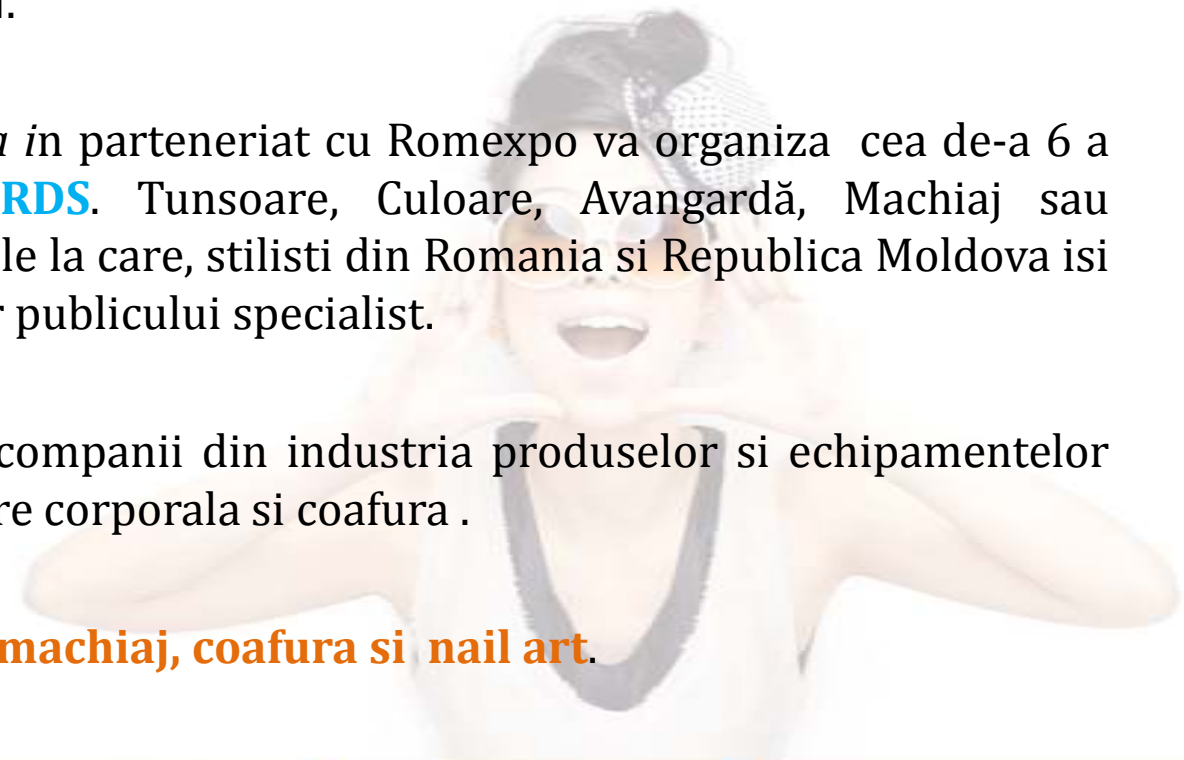 a in parteneriat cu Romexpo va organiza cea de-a 6 a
RDS. Tunsoare, Culoare, Avangardă, Machiaj sau
le la care, stilisti din Romania si Republica Moldova isi
r publicului specialist.
companii din industria produselor si echipamentelor
re corporala si coafura .
machiaj, coafura si nail art.